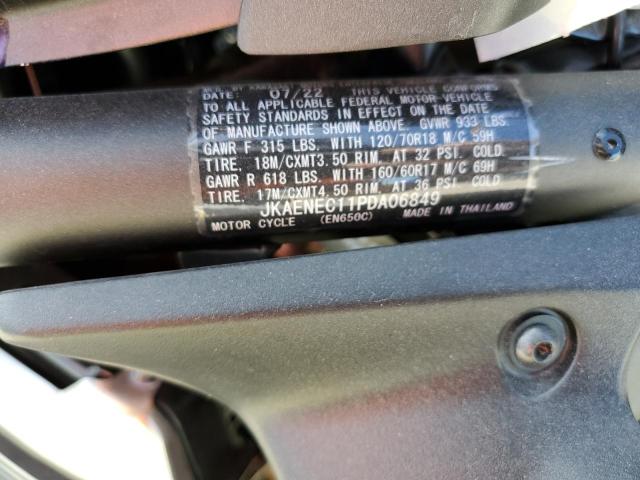 DATE: 07/22 THIS VEHICLE CONFORMS
TO ALL APPLICABLE FEDERAL MOTOR VEHICLE
SAFETY STANDARDS IN EFFECT ON THE DATE
OF MANUFACTURE SHOWN ABOVE. GVWR 933 LBS.
GAWR F 315 LBS. WITH 120/70R18 M/C 59H
TIRE. 18M/CXMT3.50 RIM. AT 32 PSI. COLD
GAWR R 618 LBS. WITH 160/60R17 M/C 69H
TIRE. 17M/CXMT4.50 RIM. AT 36 PSI. COLD
JKAENEC11PDA06849
MOTOR CYCLE (EN650C) MADE IN THAILAND